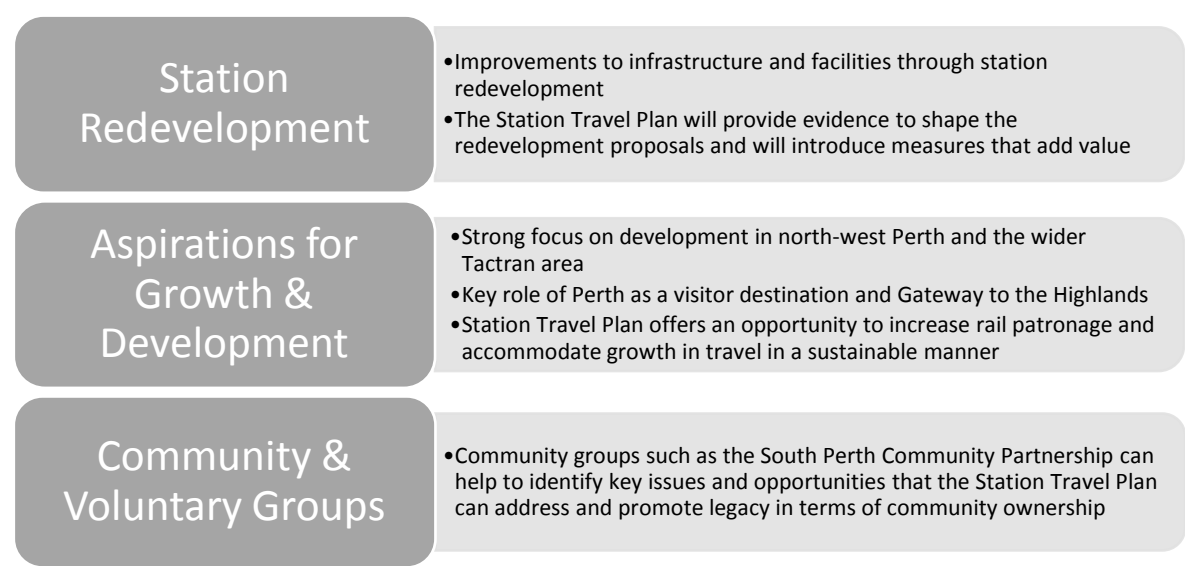 Station
Redevelopment
•Improvements to infrastructure and facilities through station
redevelopment
•The Station Travel Plan will provide evidence to shape the
redevelopment proposals and will introduce measures that add value
Aspirations for
Growth &
Development
•Strong focus on development in north-west Perth and the wider
Tactran area
•Key role of Perth as a visitor destination and Gateway to the Highlands
•Station Travel Plan offers an opportunity to increase rail patronage and
accommodate growth in travel in a sustainable manner
Community &
Voluntary Groups
•Community groups such as the South Perth Community Partnership can
help to identify key issues and opportunities that the Station Travel Plan
can address and promote legacy in terms of community ownership